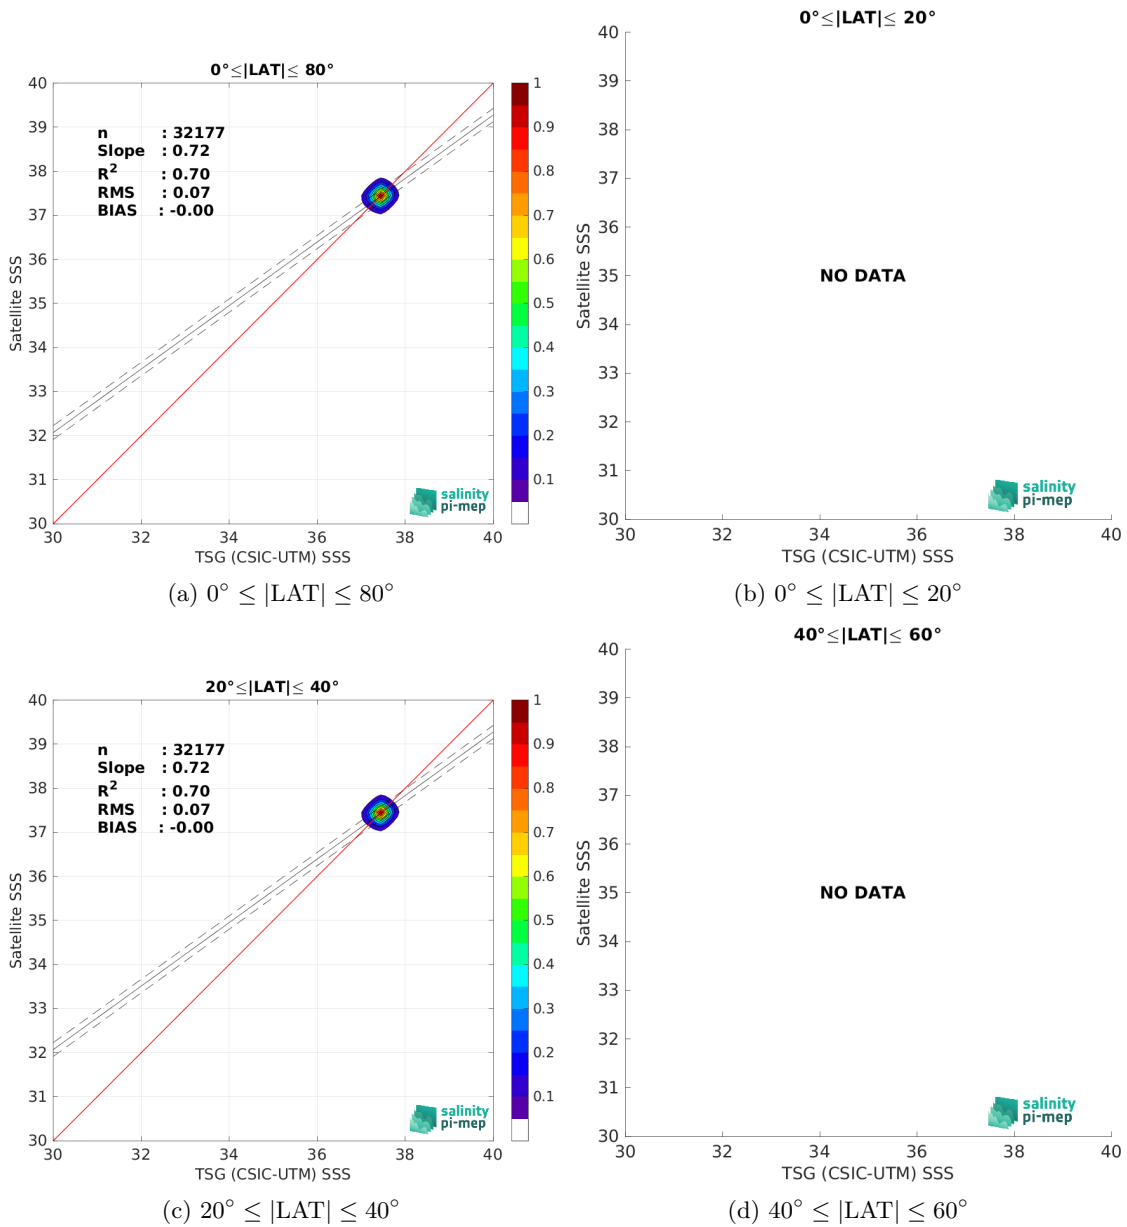 0°≤|LAT|≤ 80°
40
39
38
37
36
35
34
33
32
31
30
30
32
34
36
38
40
Satellite SSS
TSG (CSIC-UTM) SSS
n : 32177
Slope : 0.72
R2 : 0.70
RMS : 0.07
BIAS : -0.00
1
0.9
0.8
0.7
0.6
0.5
0.4
0.3
0.2
0.1
salinity
pi-mep
(a) 0° ≤ |LAT| ≤ 80°
0°≤|LAT|≤ 20°
40
39
38
37
36
35
34
33
32
31
30
30
32
34
36
38
40
Satellite SSS
TSG (CSIC-UTM) SSS
NO DATA
salinity
pi-mep
(b) 0° ≤ |LAT| ≤ 20°
20°≤|LAT|≤ 40°
40
39
38
37
36
35
34
33
32
31
30
30
32
34
36
38
40
Satellite SSS
TSG (CSIC-UTM) SSS
n : 32177
Slope : 0.72
R2 : 0.70
RMS : 0.07
BIAS : -0.00
1
0.9
0.8
0.7
0.6
0.5
0.4
0.3
0.2
0.1
salinity
pi-mep
(c) 20° ≤ |LAT| ≤ 40°
40°≤|LAT|≤ 60°
40
39
38
37
36
35
34
33
32
31
30
30
32
34
36
38
40
Satellite SSS
TSG (CSIC-UTM) SSS
NO DATA
salinity
pi-mep
(d) 40° ≤ |LAT| ≤ 60°